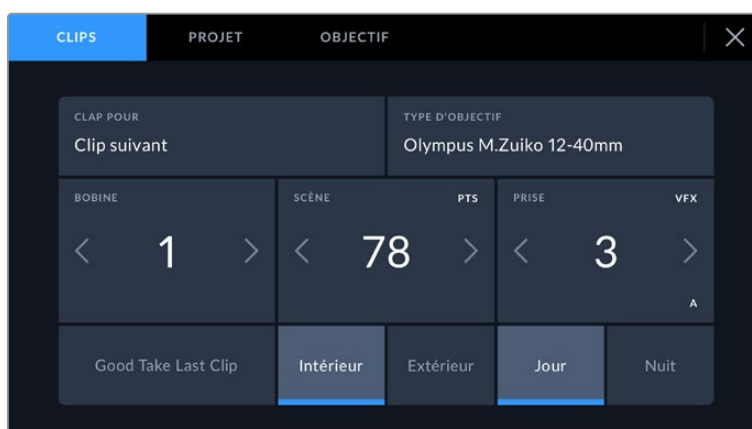 CLIPS PROJET OBJECTIF
CLAP POUR TYPE D'OBJECTIF
Clip suivant Olympus M.Zuiko 12-40mm
BOBINE SCÈNE PTS PRISE VFX
1 78 3
A
Good Take Last Clip Intérieur Extérieur Jour Nuit